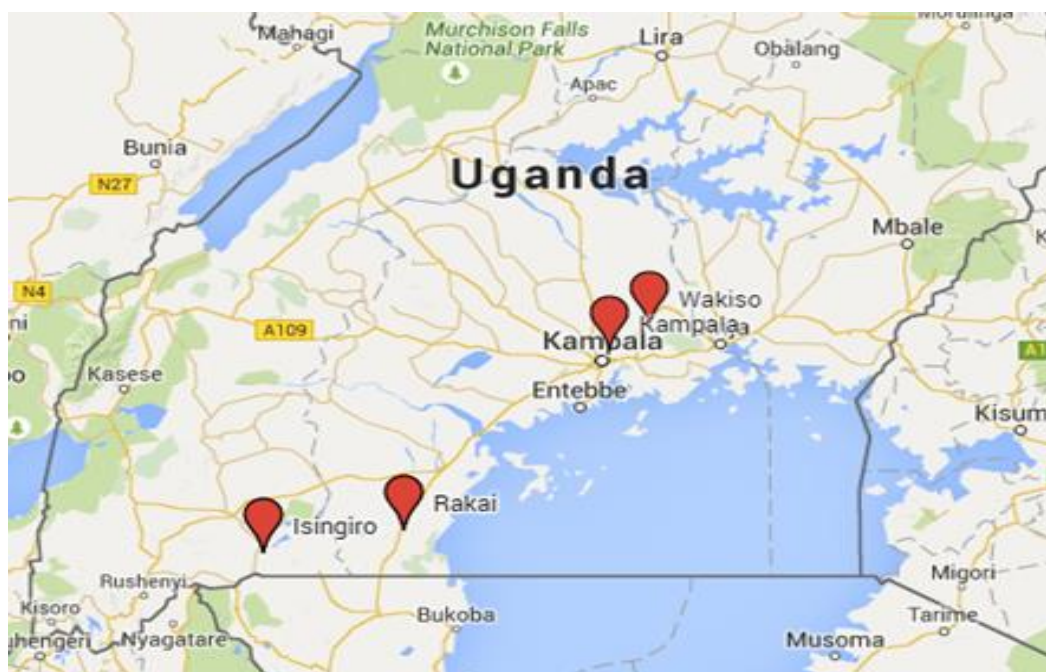 Murchison Falls
National Park
Mahagi
Lira
Obalang
Apac
Bunia
N27
Uganda
Mbale
N4
A109
Wakiso
Kampala
Kampala
Kasese
Entebbe
Kisum
Isingiro
Rakai
Rushenyi
Migori
Kisoro
Bukoba
Tarime
uhengeri
Nyagatare
Musoma